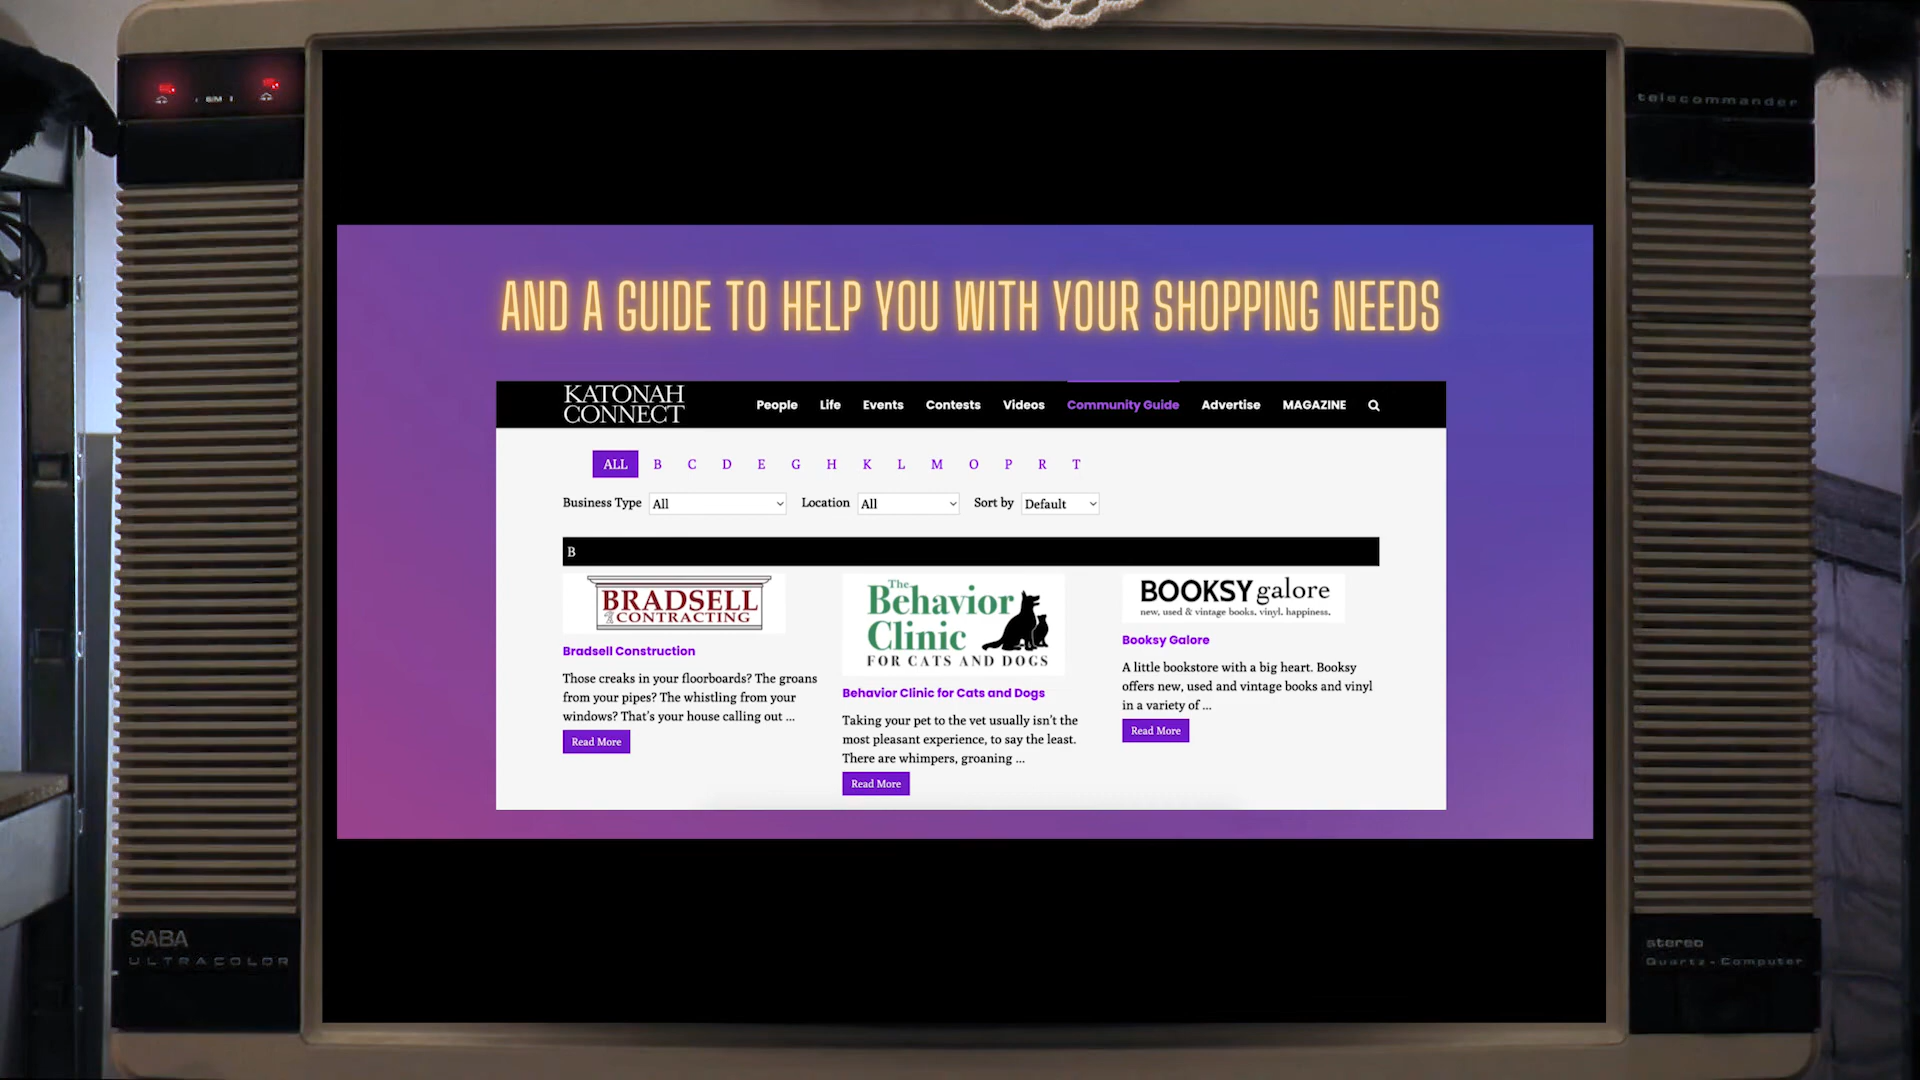 telecommander
AND A GUIDE TO HELP YOU WITH YOUR SHOPPING NEEDS
KATONAH
CONNECT
People Life Events Contests Videos Community Guide Advertise MAGAZINE
ALL B C D E G H K L M O P R T
Business Type All Location All Sort by Default
B
BRADSELL
CONTRACTING
Bradsell Construction
Those creaks in your floorboards? The groans
from your pipes? The whistling from your
windows? That's your house calling out ...
Read More
The
Behavior
Clinic
FOR CATS AND DOGS
Behavior Clinic for Cats and Dogs
Taking your pet to the vet usually isn't the
most pleasant experience, to say the least.
There are whimpers, groaning ...
Read More
BOOKSY galore
new, used & vintage books. vinyl. happiness.
Booksy Galore
A little bookstore with a big heart. Booksy
offers new, used and vintage books and vinyl
in a variety of ...
Read More
SABA
ULTRACOLOR
stereo
Quartz-Computer